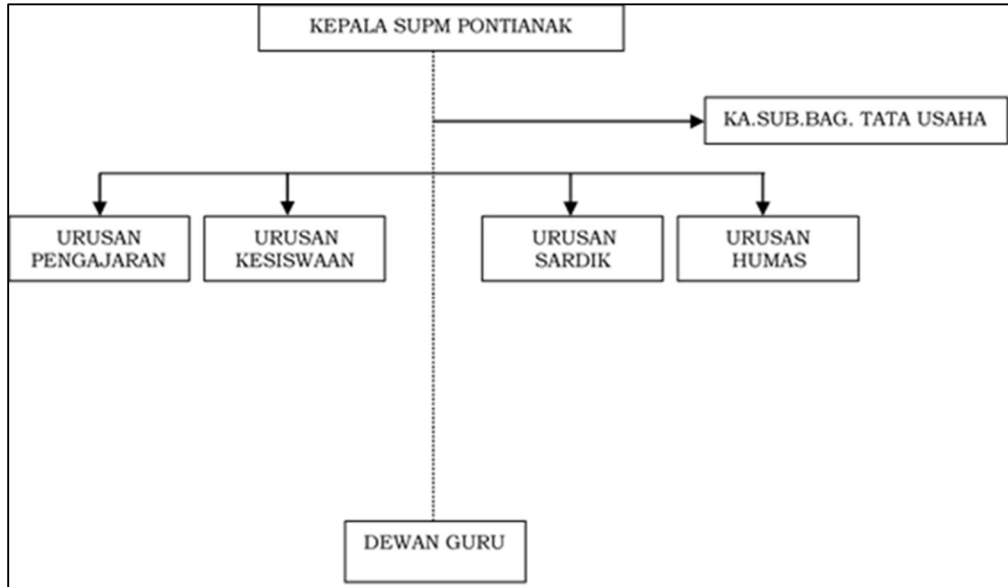 KEPALA SUPM PONTIANAK
KA.SUB.BAG. TATA USAHA
URUSAN
PENGAJARAN
URUSAN
KESISWAAN
URUSAN
SARDIK
URUSAN
HUMAS
DEWAN GURU